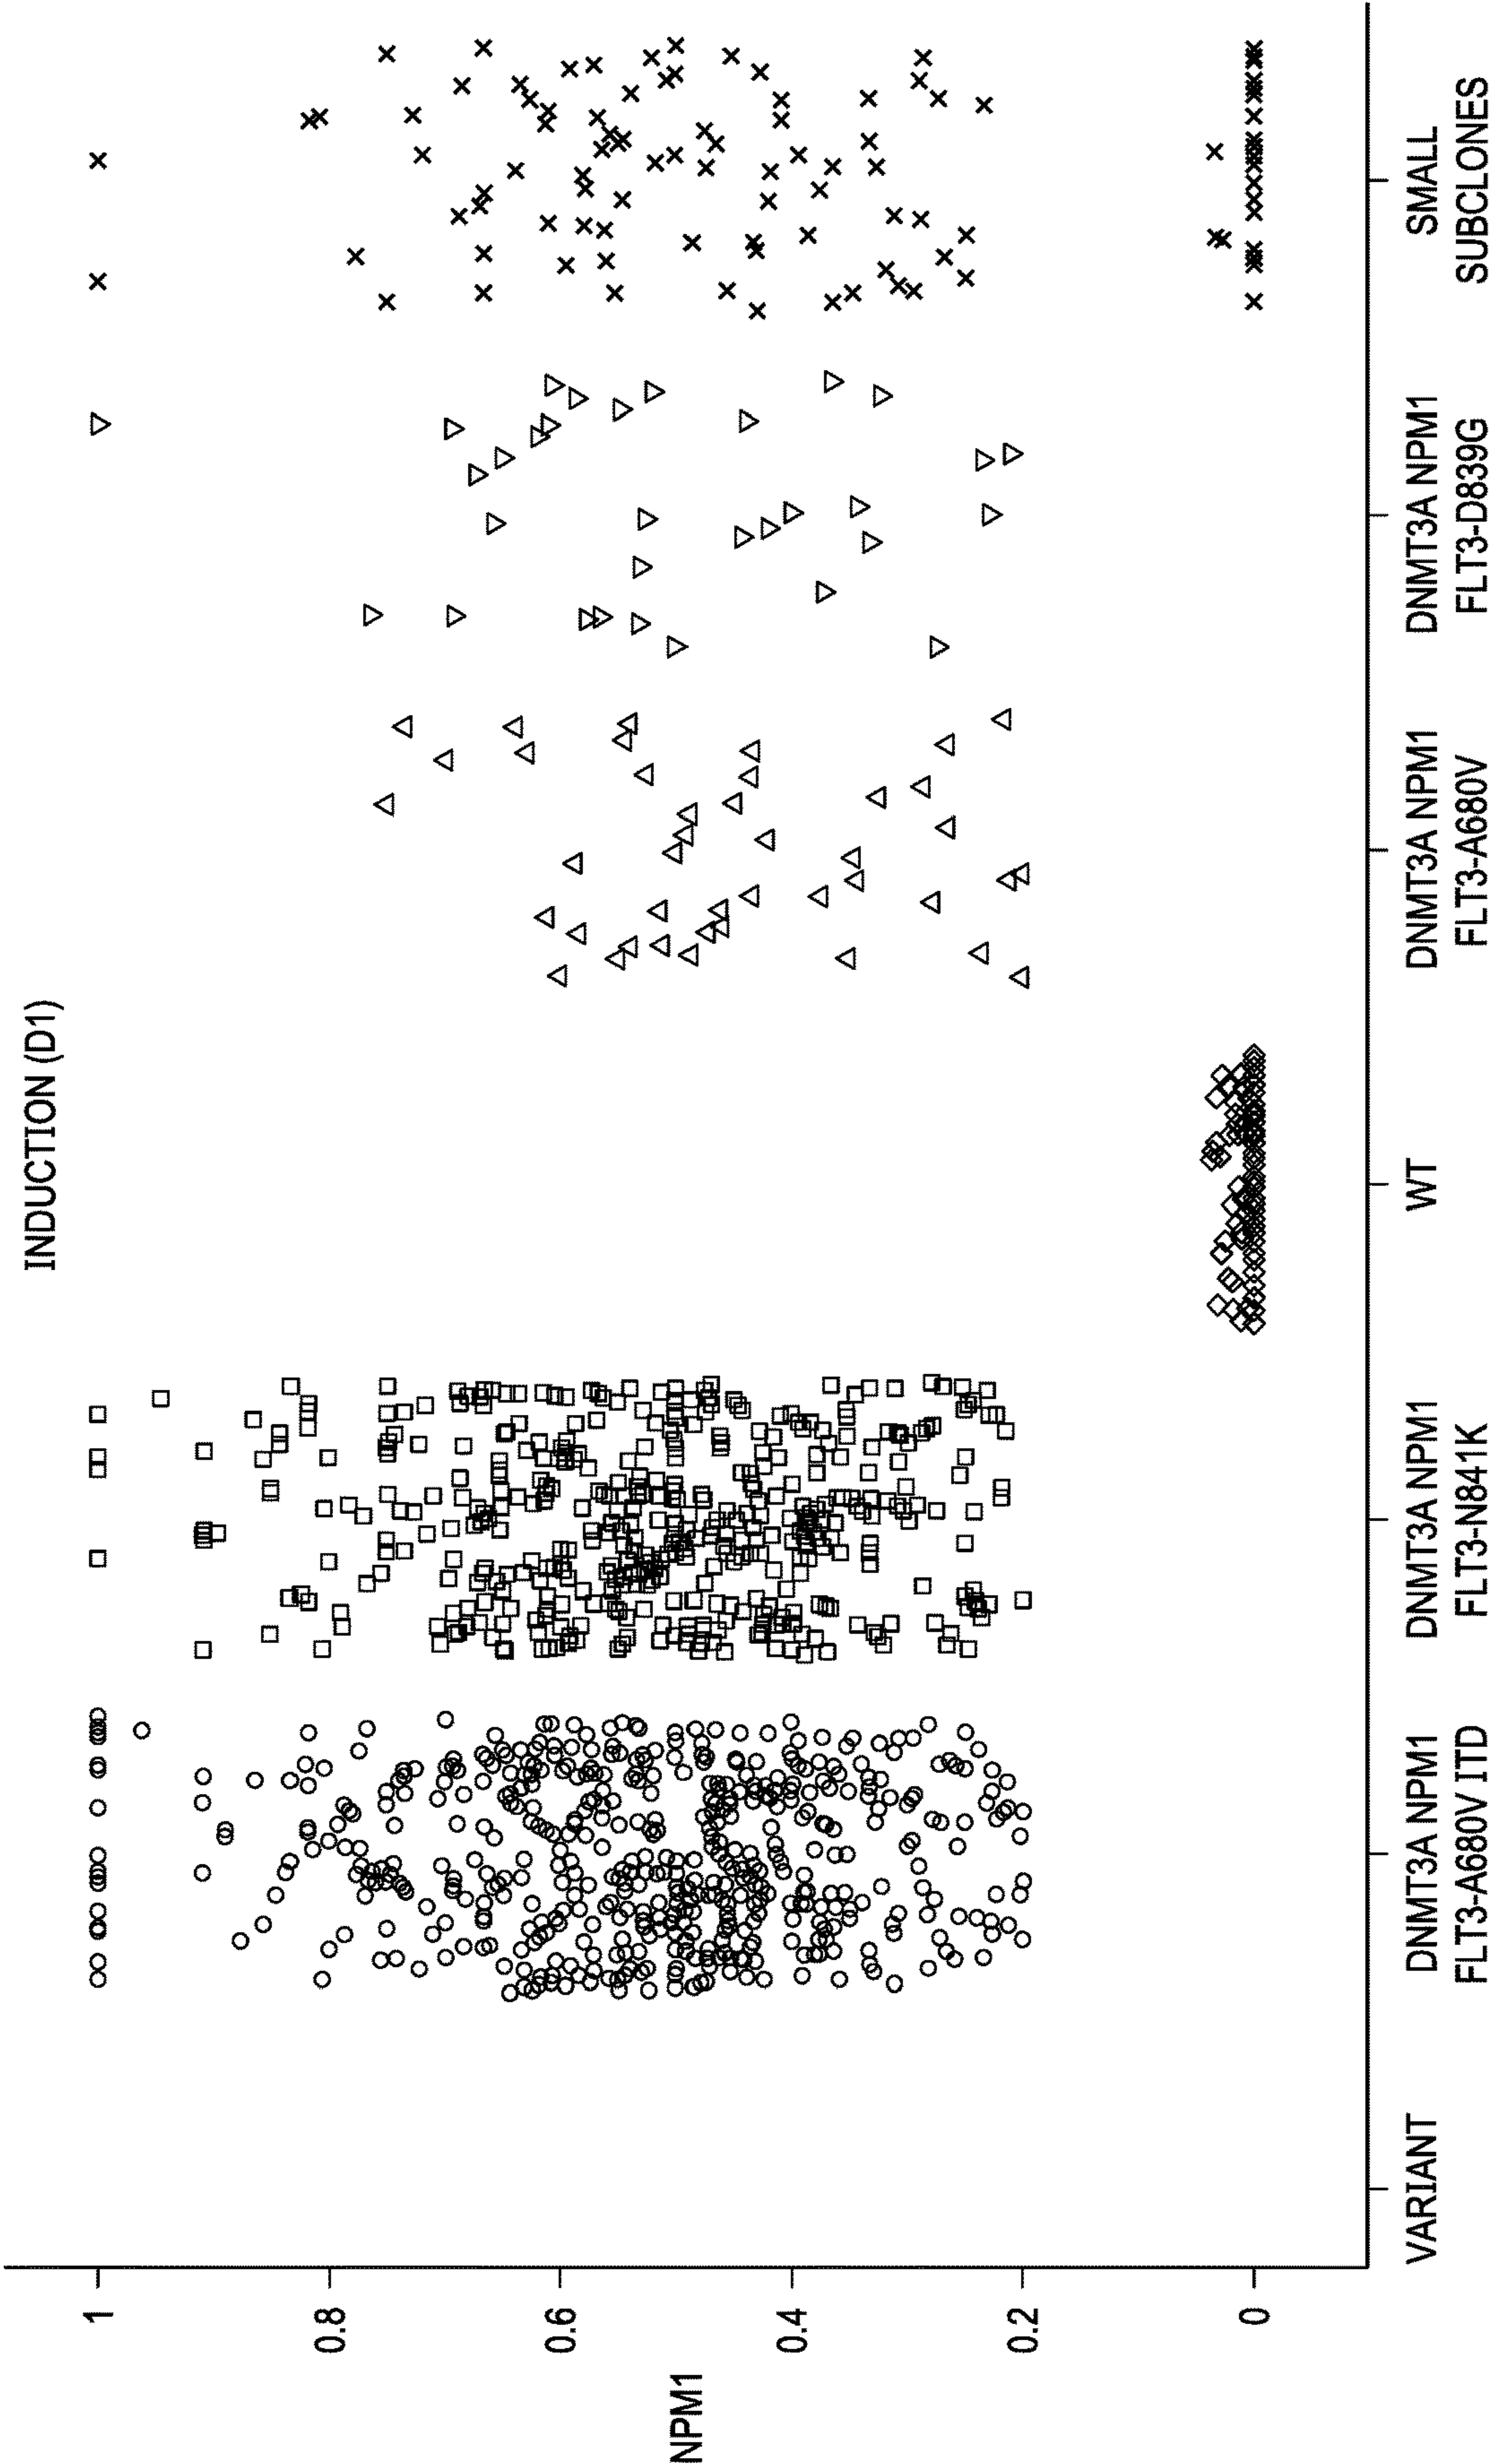 INDUCTION (D1)
NPM1
1
0.8
0.6
0.4
0.2
0
VARIANT
DNMT3A NPM1
FLT3-A680V ITD
DNMT3A NPM1
FLT3-N841K
WT
DNMT3A NPM1
FLT3-A680V
DNMT3A NPM1
FLT3-D839G
SMALL
SUBCLONES